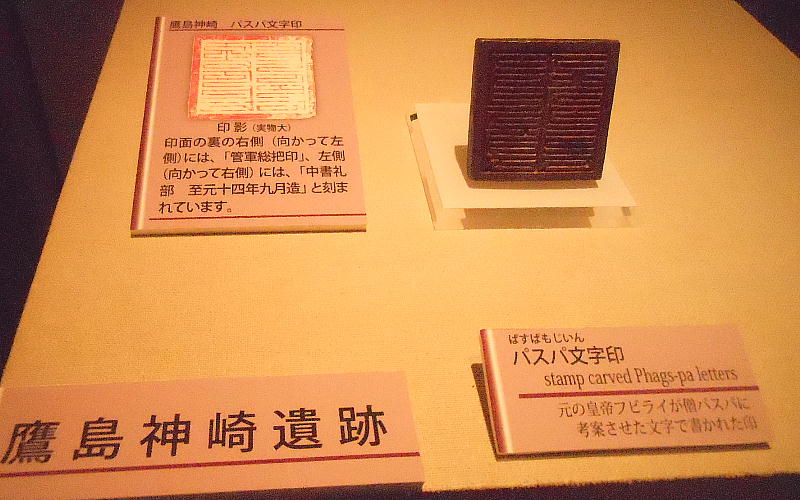 鷹島神崎　パスパ文字印
印影（実物大）
印面の裏の右側（向かって左
側）には、「管軍総把印」、左側
（向かって右側）には、「中書礼
部　至元十四年九月造」と刻ま
れています。
ぱすぱもじいん
パスパ文字印
stamp carved Phags-pa letters
元の皇帝フビライが僧パスパに
考案させた文字で書かれた印
鷹島神崎遺跡